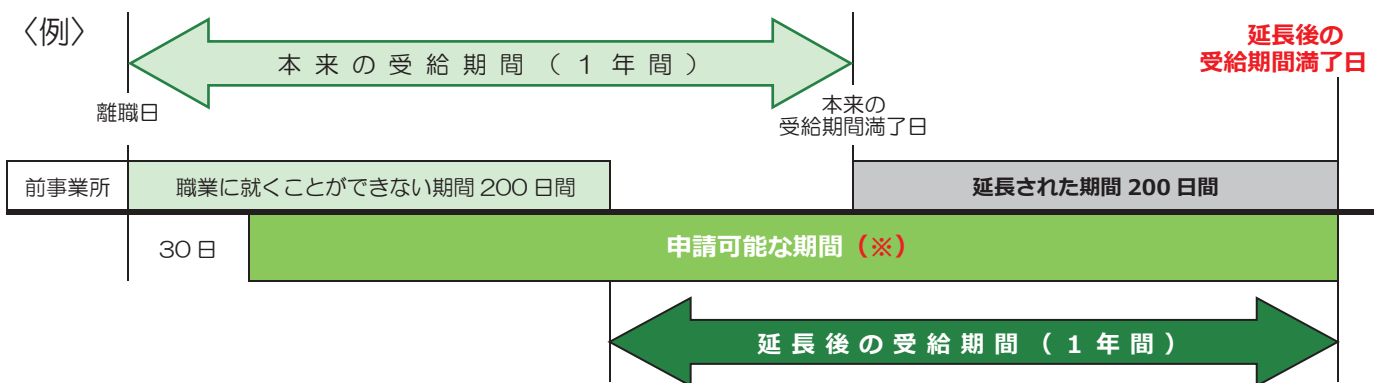 〈例〉
本来の受給期間（１年間）
延長後の
受給期間満了日
離職日
本来の
受給期間満了日
前事業所
職業に就くことができない期間 200 日間
延長された期間 200 日間
30 日
申請可能な期間（※）
延長後の受給期間（１年間）